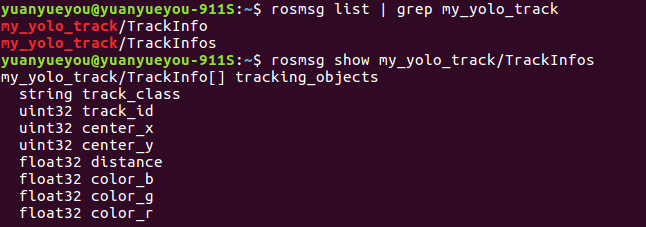 yuanyueyou@yuanyueyou-911S:~$ rosmsg list | grep my_yolo_track
my_yolo_track/TrackInfo
my_yolo_track/TrackInfos
yuanyueyou@yuanyueyou-911S:~$ rosmsg show my_yolo_track/TrackInfos
my_yolo_track/TrackInfo[] tracking_objects
  string track_class
  uint32 track_id
  uint32 center_x
  uint32 center_y
  float32 distance
  float32 color_b
  float32 color_g
  float32 color_r